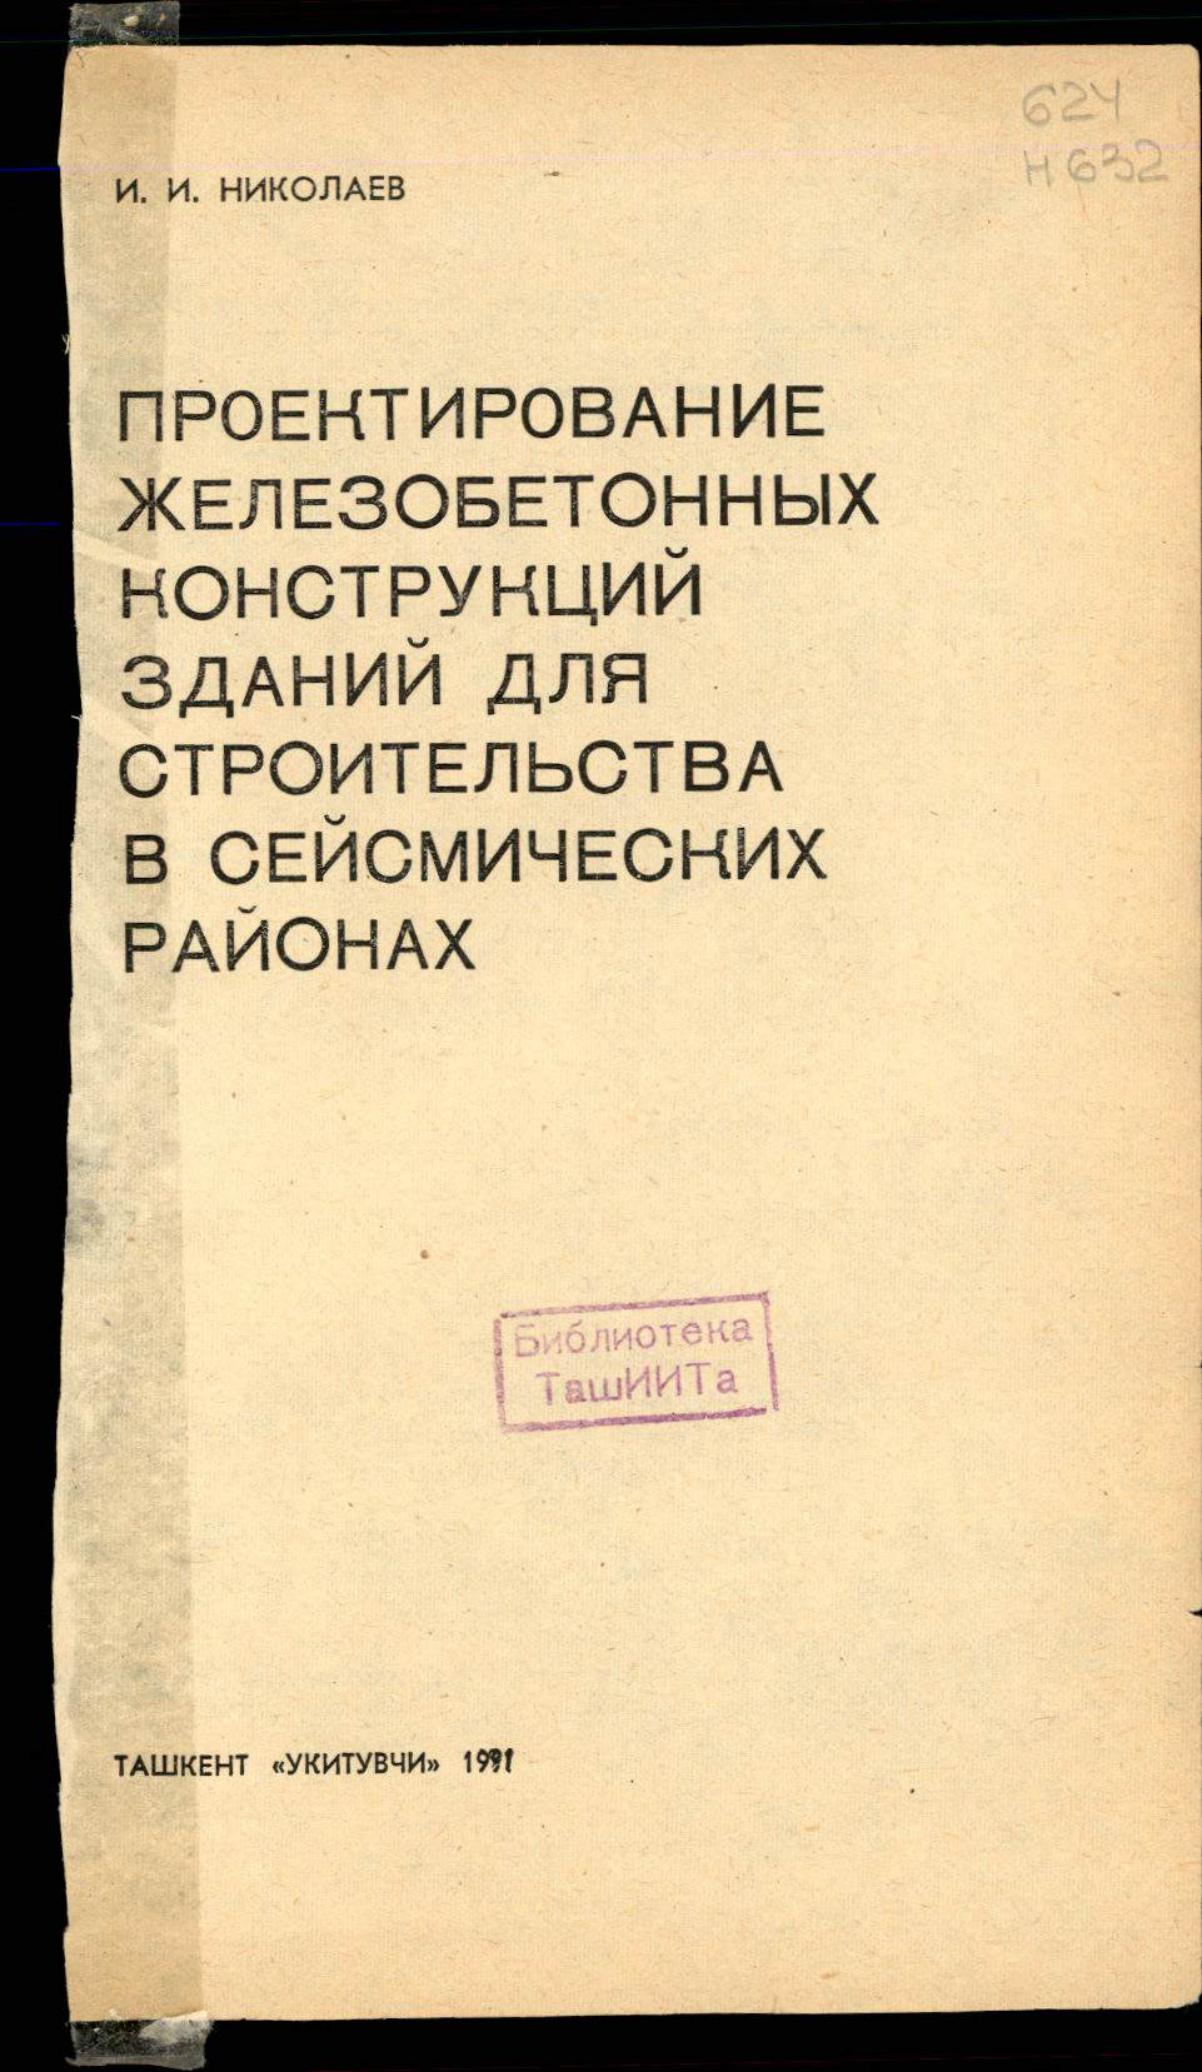 624
Н632
И. И. НИКОЛАЕВ
ПРОЕКТИРОВАНИЕ
ЖЕЛЕЗОБЕТОННЫХ
КОНСТРУКЦИЙ
ЗДАНИЙ ДЛЯ
СТРОИТЕЛЬСТВА
В СЕЙСМИЧЕСКИХ
РАЙОНАХ
Библиотека
ТашИИТа
ТАШКЕНТ «УКИТУВЧИ» 1991